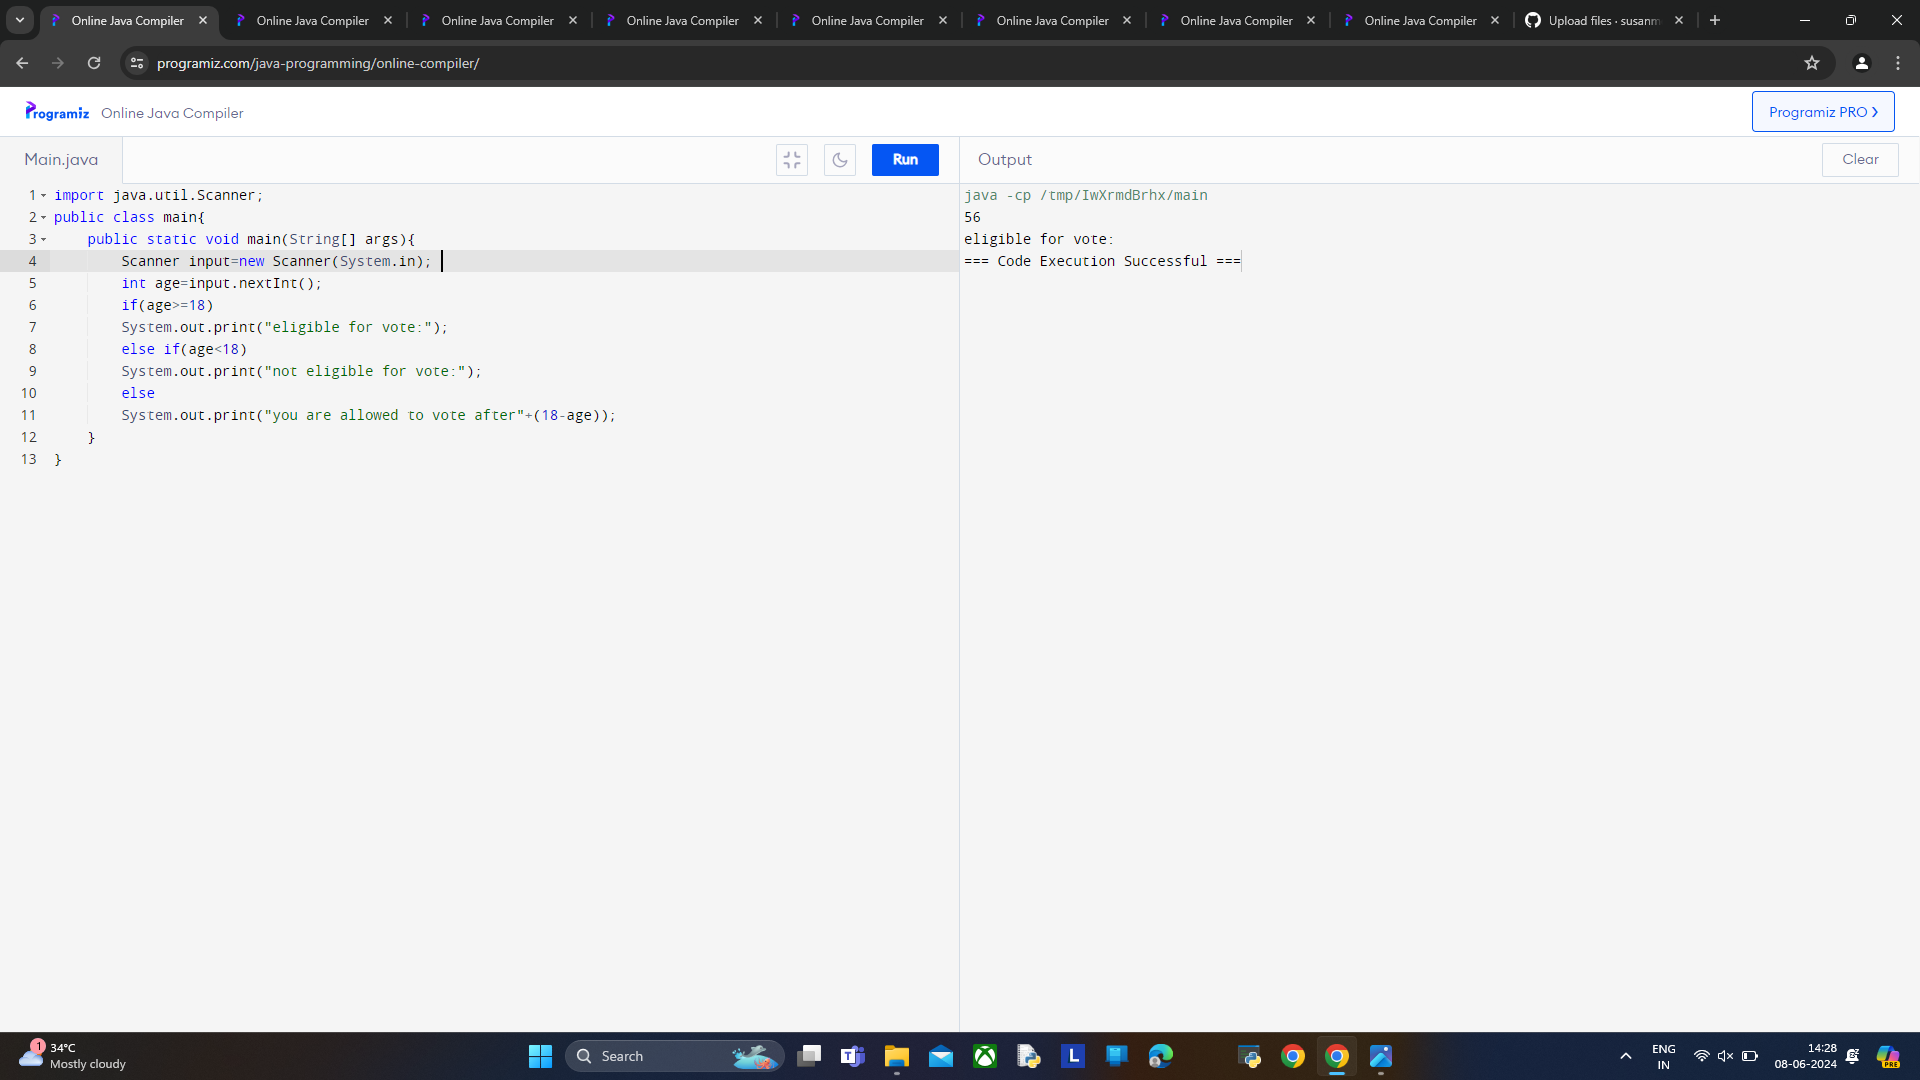 Online Java Compiler
Online Java Compiler
Online Java Compiler
Online Java Compiler
Online Java Compiler
Online Java Compiler
Online Java Compiler
Online Java Compiler
Upload files · susanm
programiz.com/java-programming/online-compiler/
Programiz Online Java Compiler
Programiz PRO ❯
Main.java
Run
Output
Clear
1 import java.util.Scanner;
2 public class main{
3 public static void main(String[] args){
4 Scanner input=new Scanner(System.in);
5 int age=input.nextInt();
6 if(age>=18)
7 System.out.print("eligible for vote:");
8 else if(age<18)
9 System.out.print("not eligible for vote:");
10 else
11 System.out.print("you are allowed to vote after"+(18-age));
12 }
13 }
java -cp /tmp/IwXrmdBrhx/main
56
eligible for vote:
=== Code Execution Successful ===
1
34°C
Mostly cloudy
Search
T
L
PRE
ENG
IN
14:28
08-06-2024